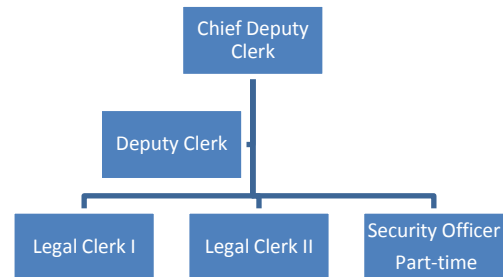 Chief Deputy
Clerk
Deputy Clerk
Legal Clerk I
Legal Clerk II
Security Officer
Part-time